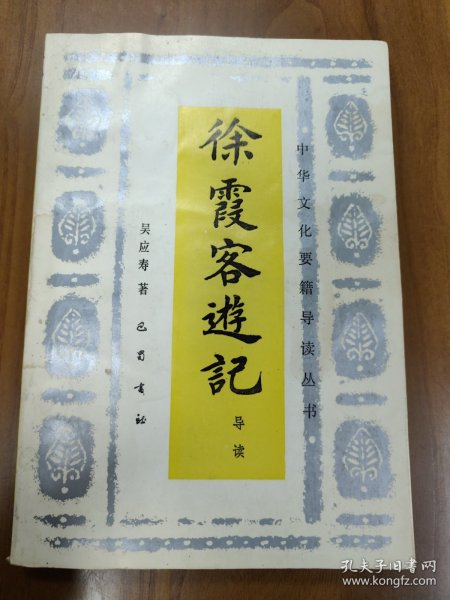 中华文化要籍导读丛书
徐霞客遊記
导读
吴应寿著
巴蜀书社
孔夫子旧书网
www.kongfz.com